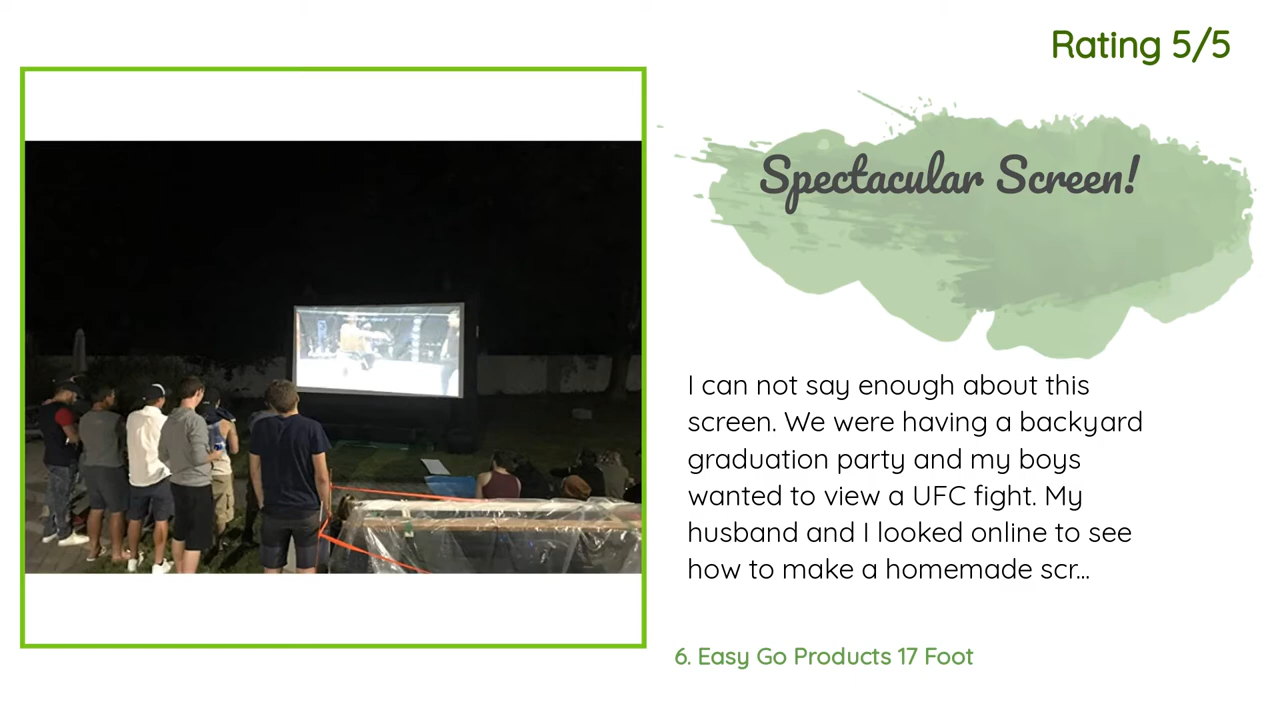 Rating 5/5
Spectacular Screen!
I can not say enough about this
screen. We were having a backyard
graduation party and my boys
wanted to view a UFC fight. My
husband and I looked online to see
how to make a homemade scr...
6. Easy Go Products 17 Foot